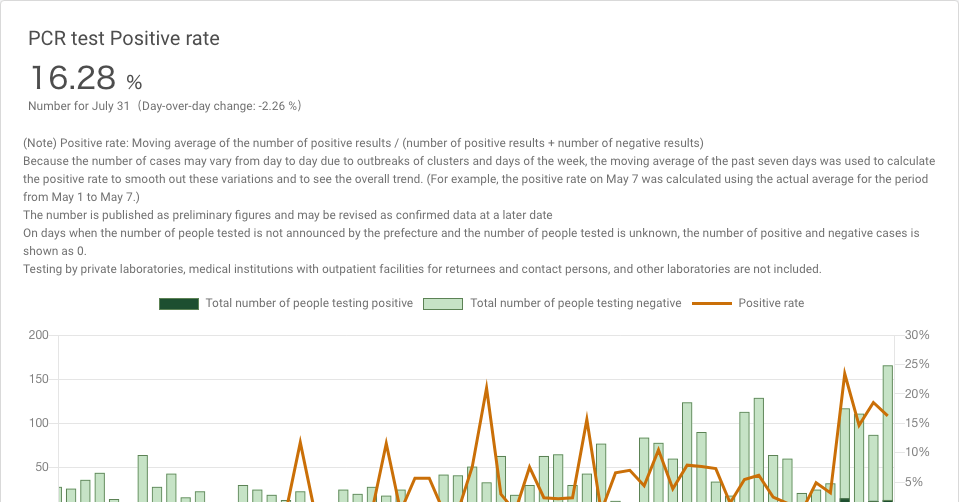 PCR test Positive rate
16.28 %
Number for July 31 (Day-over-day change: -2.26 %)
(Note) Positive rate: Moving average of the number of positive results / (number of positive results + number of negative results)
Because the number of cases may vary from day to day due to outbreaks of clusters and days of the week, the moving average of the past seven days was used to calculate
the positive rate to smooth out these variations and to see the overall trend. (For example, the positive rate on May 7 was calculated using the actual average for the period
from May 1 to May 7.)
The number is published as preliminary figures and may be revised as confirmed data at a later date
On days when the number of people tested is not announced by the prefecture and the number of people tested is unknown, the number of positive and negative cases is
shown as 0.
Testing by private laboratories, medical institutions with outpatient facilities for returnees and contact persons, and other laboratories are not included.
Total number of people testing positive Total number of people testing negative Positive rate
200 30%
25%
150 20%
100 15%
10%
50 5%